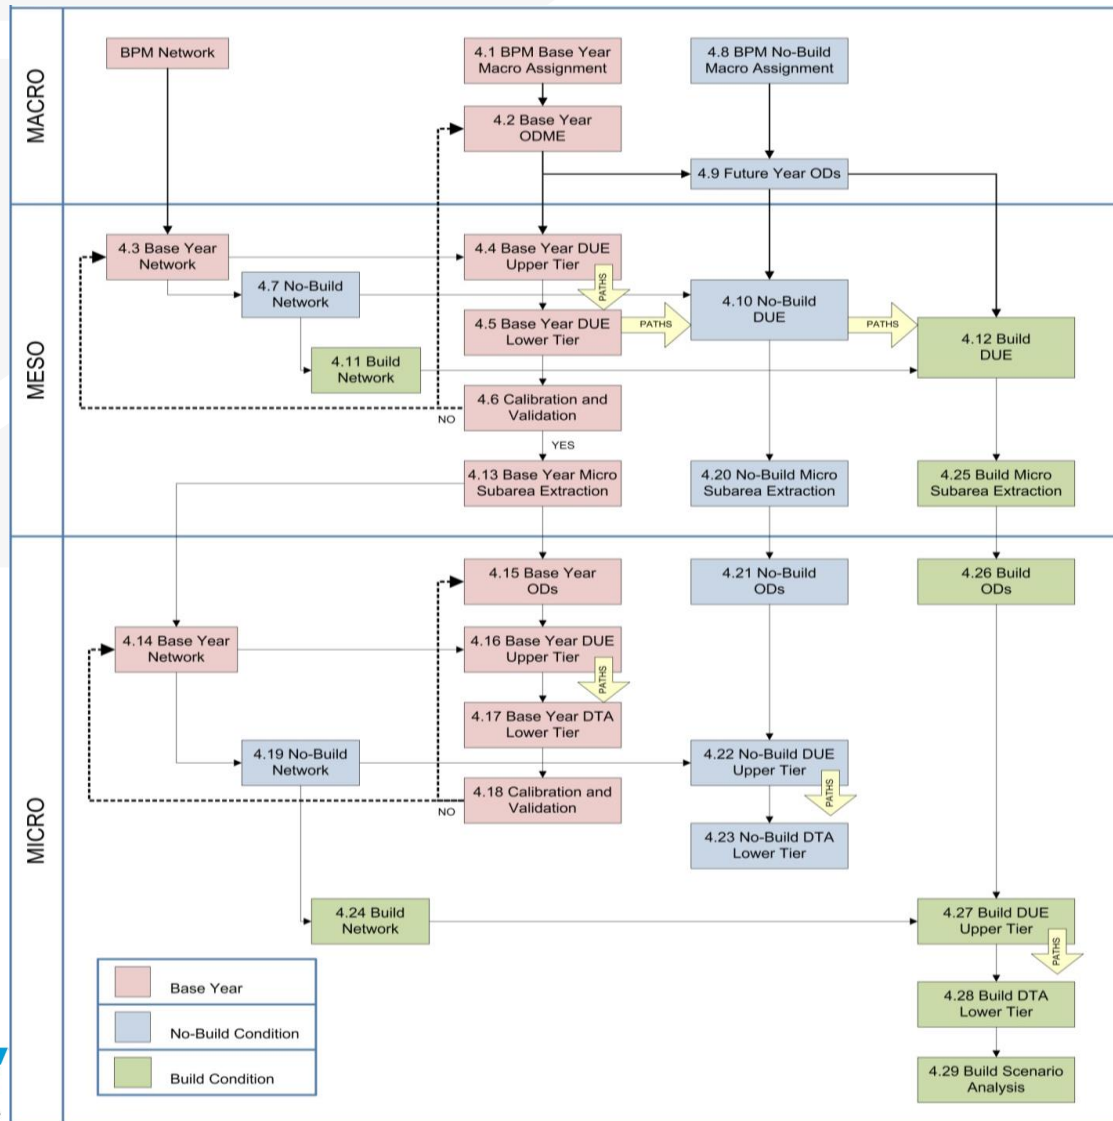 MACRO
BPM Network
4.1 BPM Base Year
Macro Assignment
4.8 BPM No-Build
Macro Assignment
4.2 Base Year
ODME
4.9 Future Year ODs
MESO
4.3 Base Year
Network
4.4 Base Year DUE
Upper Tier
PATHS
4.7 No-Build
Network
4.10 No-Build
DUE
4.5 Base Year DUE
Lower Tier
PATHS
PATHS
4.12 Build
DUE
4.11 Build
Network
4.6 Calibration and
Validation
NO
YES
4.13 Base Year Micro
Subarea Extraction
4.20 No-Build Micro
Subarea Extraction
4.25 Build Micro
Subarea Extraction
MICRO
4.15 Base Year
ODs
4.21 No-Build
ODs
4.26 Build
ODs
4.14 Base Year
Network
4.16 Base Year DUE
Upper Tier
PATHS
4.17 Base Year DTA
Lower Tier
4.19 No-Build
Network
4.22 No-Build DUE
Upper Tier
PATHS
4.18 Calibration and
Validation
NO
4.23 No-Build DTA
Lower Tier
4.24 Build
Network
4.27 Build DUE
Upper Tier
PATHS
4.28 Build DTA
Lower Tier
4.29 Build Scenario
Analysis
Base Year
No-Build Condition
Build Condition